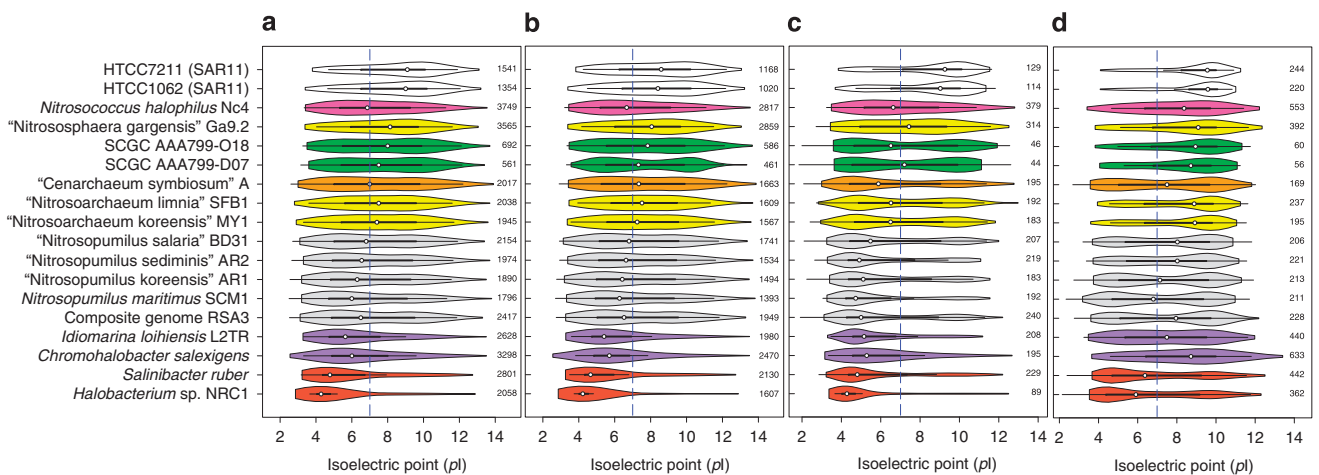 a b c d
HTCC7211 (SAR11) 1541 1168 129 244
HTCC1062 (SAR11) 1354 1020 114 220
Nitrosococcus halophilus Nc4 3749 2817 379 553
“Nitrososphaera gargensis” Ga9.2 3565 2859 314 392
SCGC AAA799-O18 692 586 46 60
SCGC AAA799-D07 561 461 44 56
“Cenarchaeum symbiosum” A 2017 1663 195 169
“Nitrosoarchaeum limnia” SFB1 2038 1609 192 237
“Nitrosoarchaeum koreensis” MY1 1945 1567 183 195
“Nitrosopumilus salaria” BD31 2154 1741 207 206
“Nitrosopumilus sediminis” AR2 1974 1534 219 215
“Nitrosopumilus koreensis” AR1 1890 1494 183 213
Nitrosopumilus maritimus SCM1 1796 1393 192 211
Composite genome RSA3 2417 1949 240 228
Idiomarina loihiensis L2TR 2628 1980 208 440
Chromohalobacter salexigens 3298 2470 195 633
Salinibacter ruber 2801 2130 229 442
Halobacterium sp. NRC1 2058 1607 89 362
2 4 6 8 10 12 14 2 4 6 8 10 12 14 2 4 6 8 10 12 14 2 4 6 8 10 12 14
Isoelectric point (pI) Isoelectric point (pI) Isoelectric point (pI) Isoelectric point (pI)